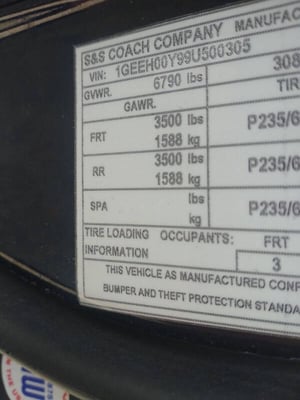 S&S COACH COMPANY MANUFAC
VIN: 1GEEH00Y99U500305 308
GVWR. 6790 lbs TIR
GAWR.
FRT 3500 lbs P235/6
1588 kg
RR 3500 lbs P235/6
1588 kg
SPA lbs P235/6
kg
TIRE LOADING OCCUPANTS: FRT
INFORMATION 3
THIS VEHICLE AS MANUFACTURED CONF
BUMPER AND THEFT PROTECTION STANDA